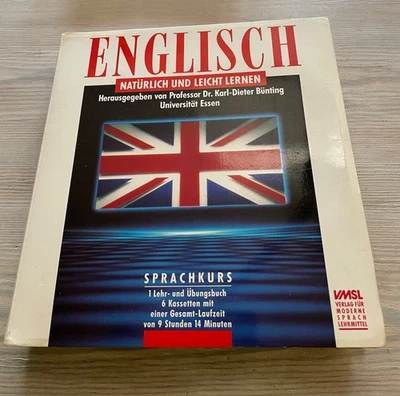 ENGLISCH
NATÜRLICH UND LEICHT LERNEN
Herausgegeben von Professor Dr. Karl-Dieter Bünting
Universität Essen
SPRACHKURS
1 Lehr- und Übungsbuch
6 Kassetten mit
einer Gesamt-Laufzeit
von 9 Stunden 14 Minuten
VMSL
VERLAG FÜR
MODERNE
SPRACH
LEHRMITTEL